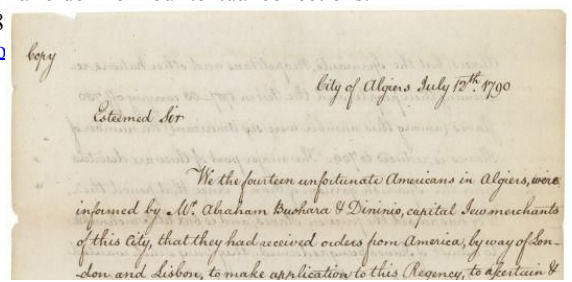 Copy
City of Algiers July 12th. 1790
Esteemed Sir
We the fourteen unfortunate Americans in Algiers, were
informed by Mr. Abraham Bushara & Dininio, capital Jew merchants
of this City, that they had received orders from America, by way of Lon-
don and Lisbon, to make application to this Regency, to ascertain &